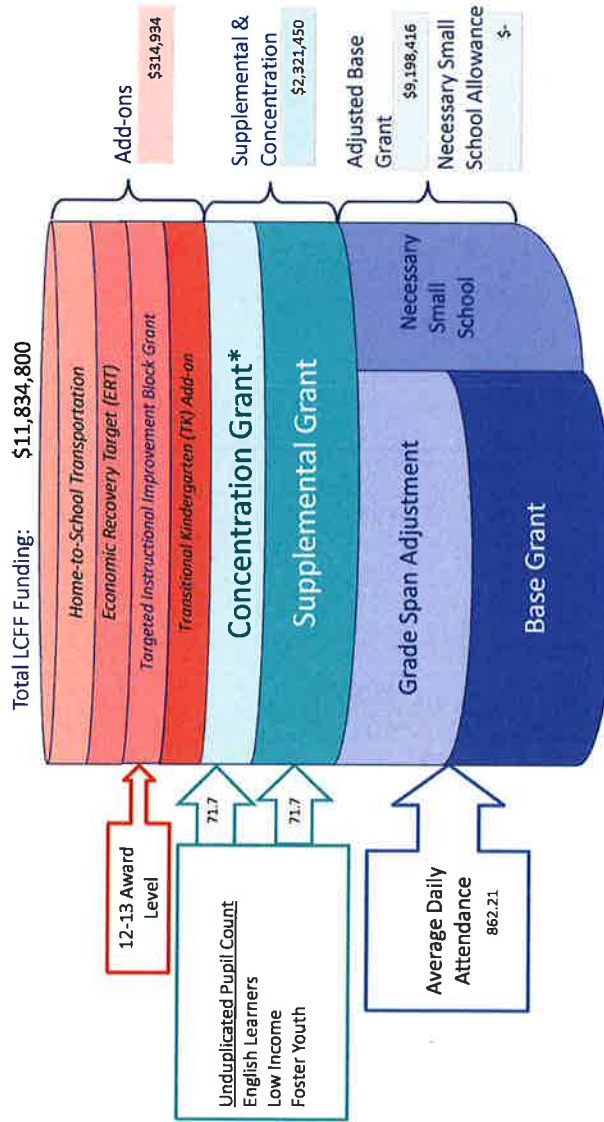 Total LCFF Funding: $11,834,800
Home-to-School Transportation
Economic Recovery Target (ERT)
Targeted Instructional Improvement Block Grant
Transitional Kindergarten (TK) Add-on
Concentration Grant*
Supplemental Grant
Grade Span Adjustment
Necessary
Small
School
Base Grant
12-13 Award
Level
71.7
71.7
Unduplicated Pupil Count
English Learners
Low Income
Foster Youth
Average Daily
Attendance
862.21
Add-ons
$314,934
Supplemental &
Concentration
$2,321,450
Adjusted Base
Grant
$9,198,416
Necessary Small
School Allowance
$-